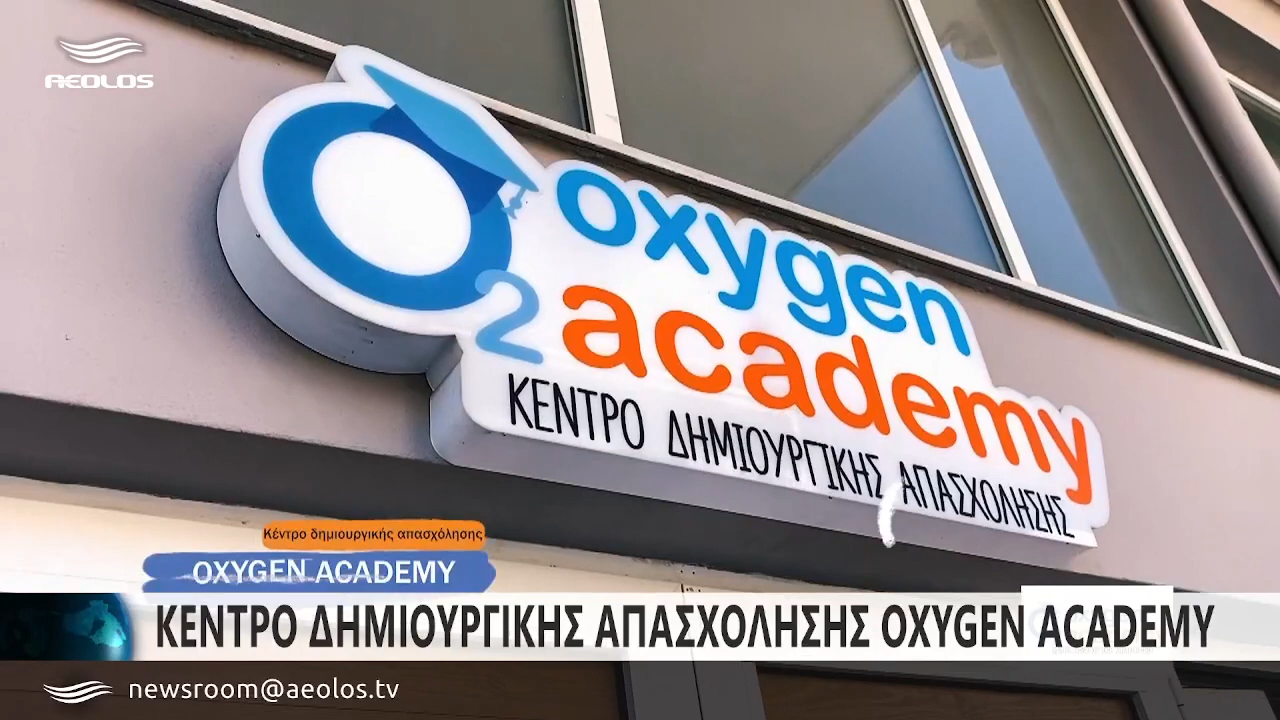 AEOLOS
oxygen
O2 academy
ΚΕΝΤΡΟ ΔΗΜΙΟΥΡΓΙΚΗΣ ΑΠΑΣΧΟΛΗΣΗΣ
Κέντρο δημιουργικής απασχόλησης
OXYGEN ACADEMY
ΚΕΝΤΡΟ ΔΗΜΙΟΥΡΓΙΚΗΣ ΑΠΑΣΧΟΛΗΣΗΣ OXYGEN ACADEMY
newsroom@aeolos.tv